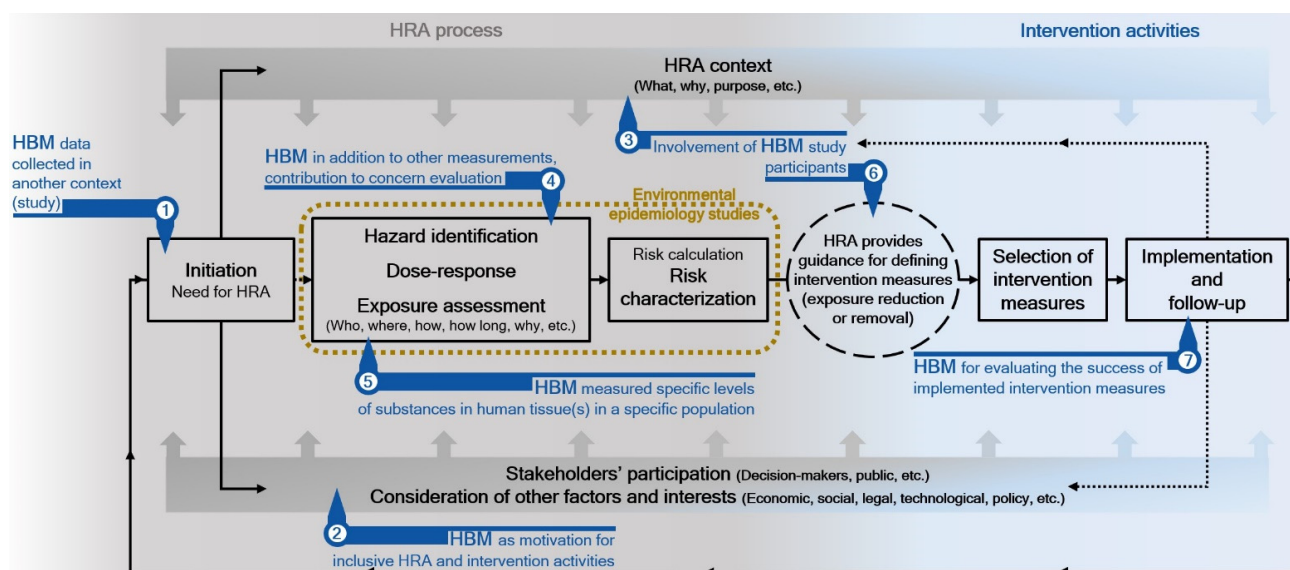 HRA process
Intervention activities
HRA context
(What, why, purpose, etc.)
HBM data
collected in
another context
(study)
1
3
Involvement of HBM study
participants
HBM in addition to other measurements,
contribution to concern evaluation
4
6
Environmental
epidemiology studies
Initiation
Need for HRA
Hazard identification
Dose-response
Exposure assessment
(Who, where, how, how long, why, etc.)
Risk calculation
Risk
characterization
HRA provides
guidance for defining
intervention measures
(exposure reduction
or removal)
Selection of
intervention
measures
Implementation
and
follow-up
5
HBM measured specific levels
of substances in human tissue(s) in a specific population
7
HBM for evaluating the success of
implemented intervention measures
Stakeholders' participation (Decision-makers, public, etc.)
Consideration of other factors and interests (Economic, social, legal, technological, policy, etc.)
2
HBM as motivation for
inclusive HRA and intervention activities